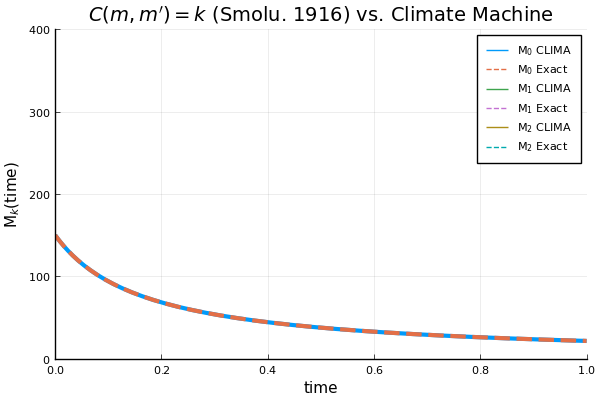 C(m, m′) = k (Smolu. 1916) vs. Climate Machine
400
300
200
100
0
M₀ CLIMA
M₀ Exact
M₁ CLIMA
M₁ Exact
M₂ CLIMA
M₂ Exact
Mₖ(time)
0.0 0.2 0.4 0.6 0.8 1.0
time